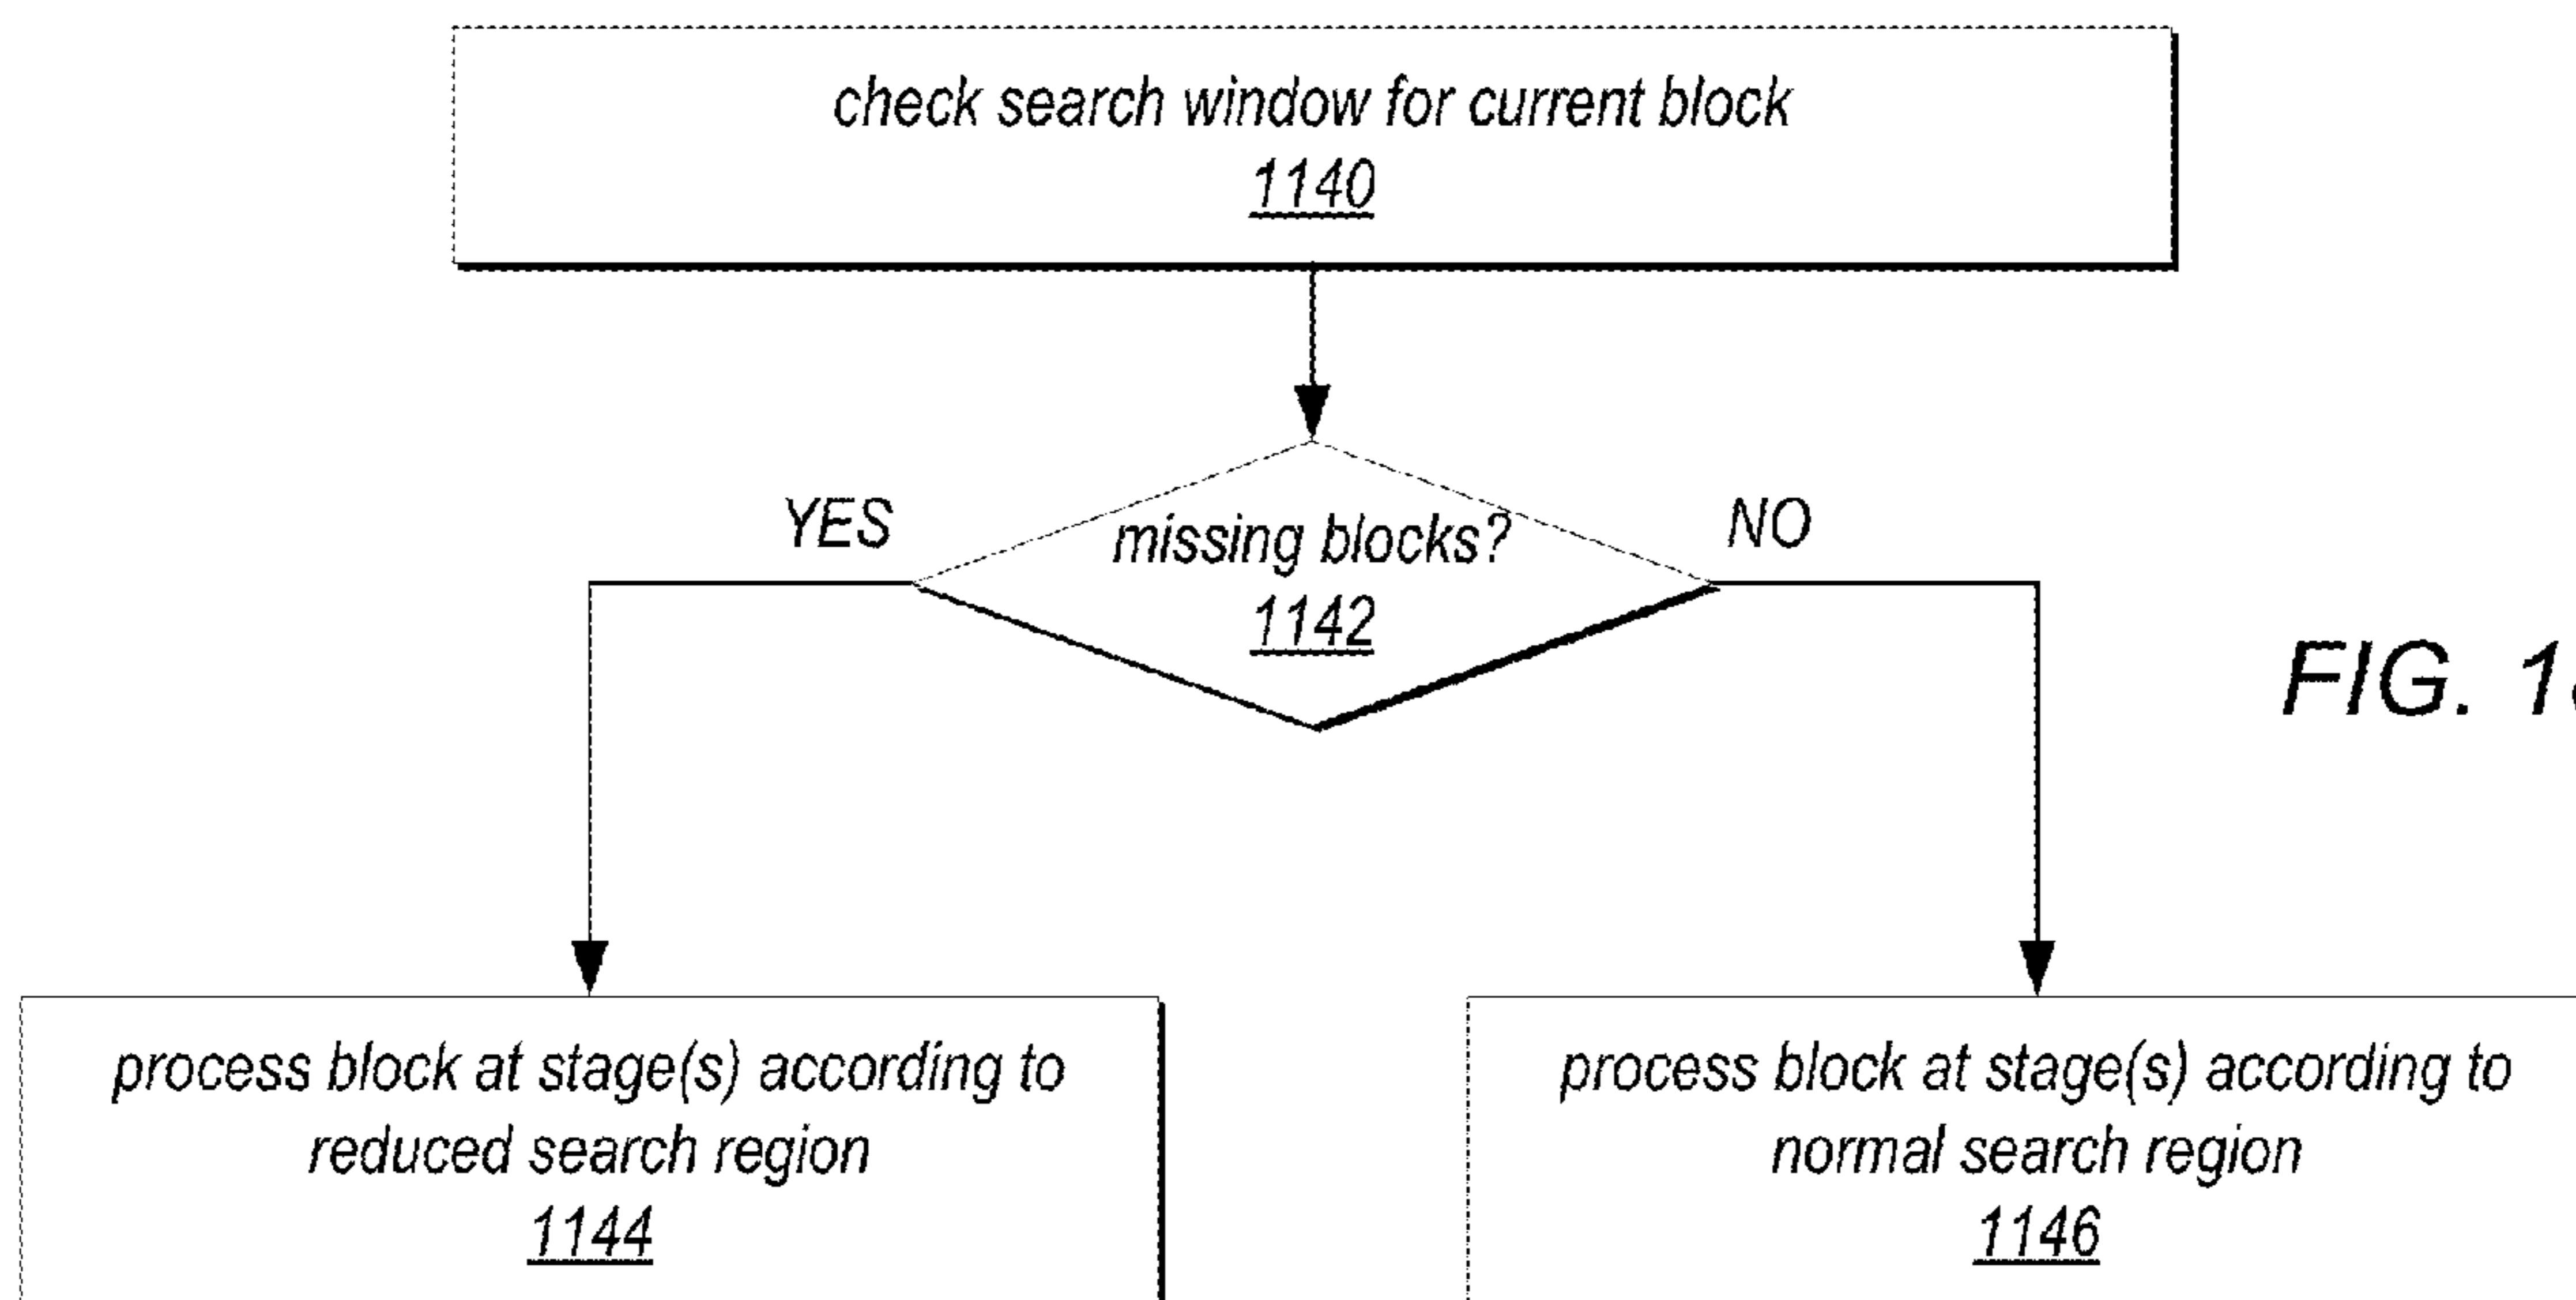 check search window for current block
1140
YES
missing blocks?
NO
1142
FIG.
process block at stage(s) according to
reduced search region
1144
process block at stage(s) according to
normal search region
1146